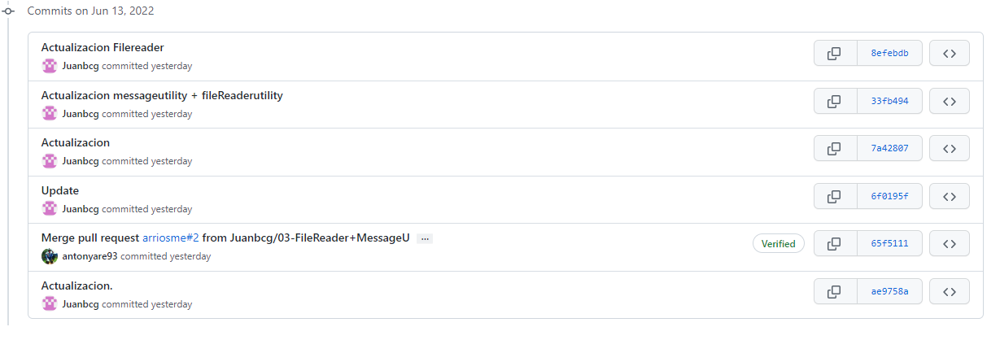 Commits on Jun 13, 2022
Actualizacion Filereader
Juanbcg committed yesterday
8efebdb
Actualizacion messageutility + fileReaderutility
Juanbcg committed yesterday
33fb494
Actualizacion
Juanbcg committed yesterday
7a42807
Update
Juanbcg committed yesterday
6f0195f
Merge pull request arriosme#2 from Juanbcg/03-FileReader+MessageU ...
antonyare93 committed yesterday
Verified
65f5111
Actualizacion.
Juanbcg committed yesterday
ae9758a